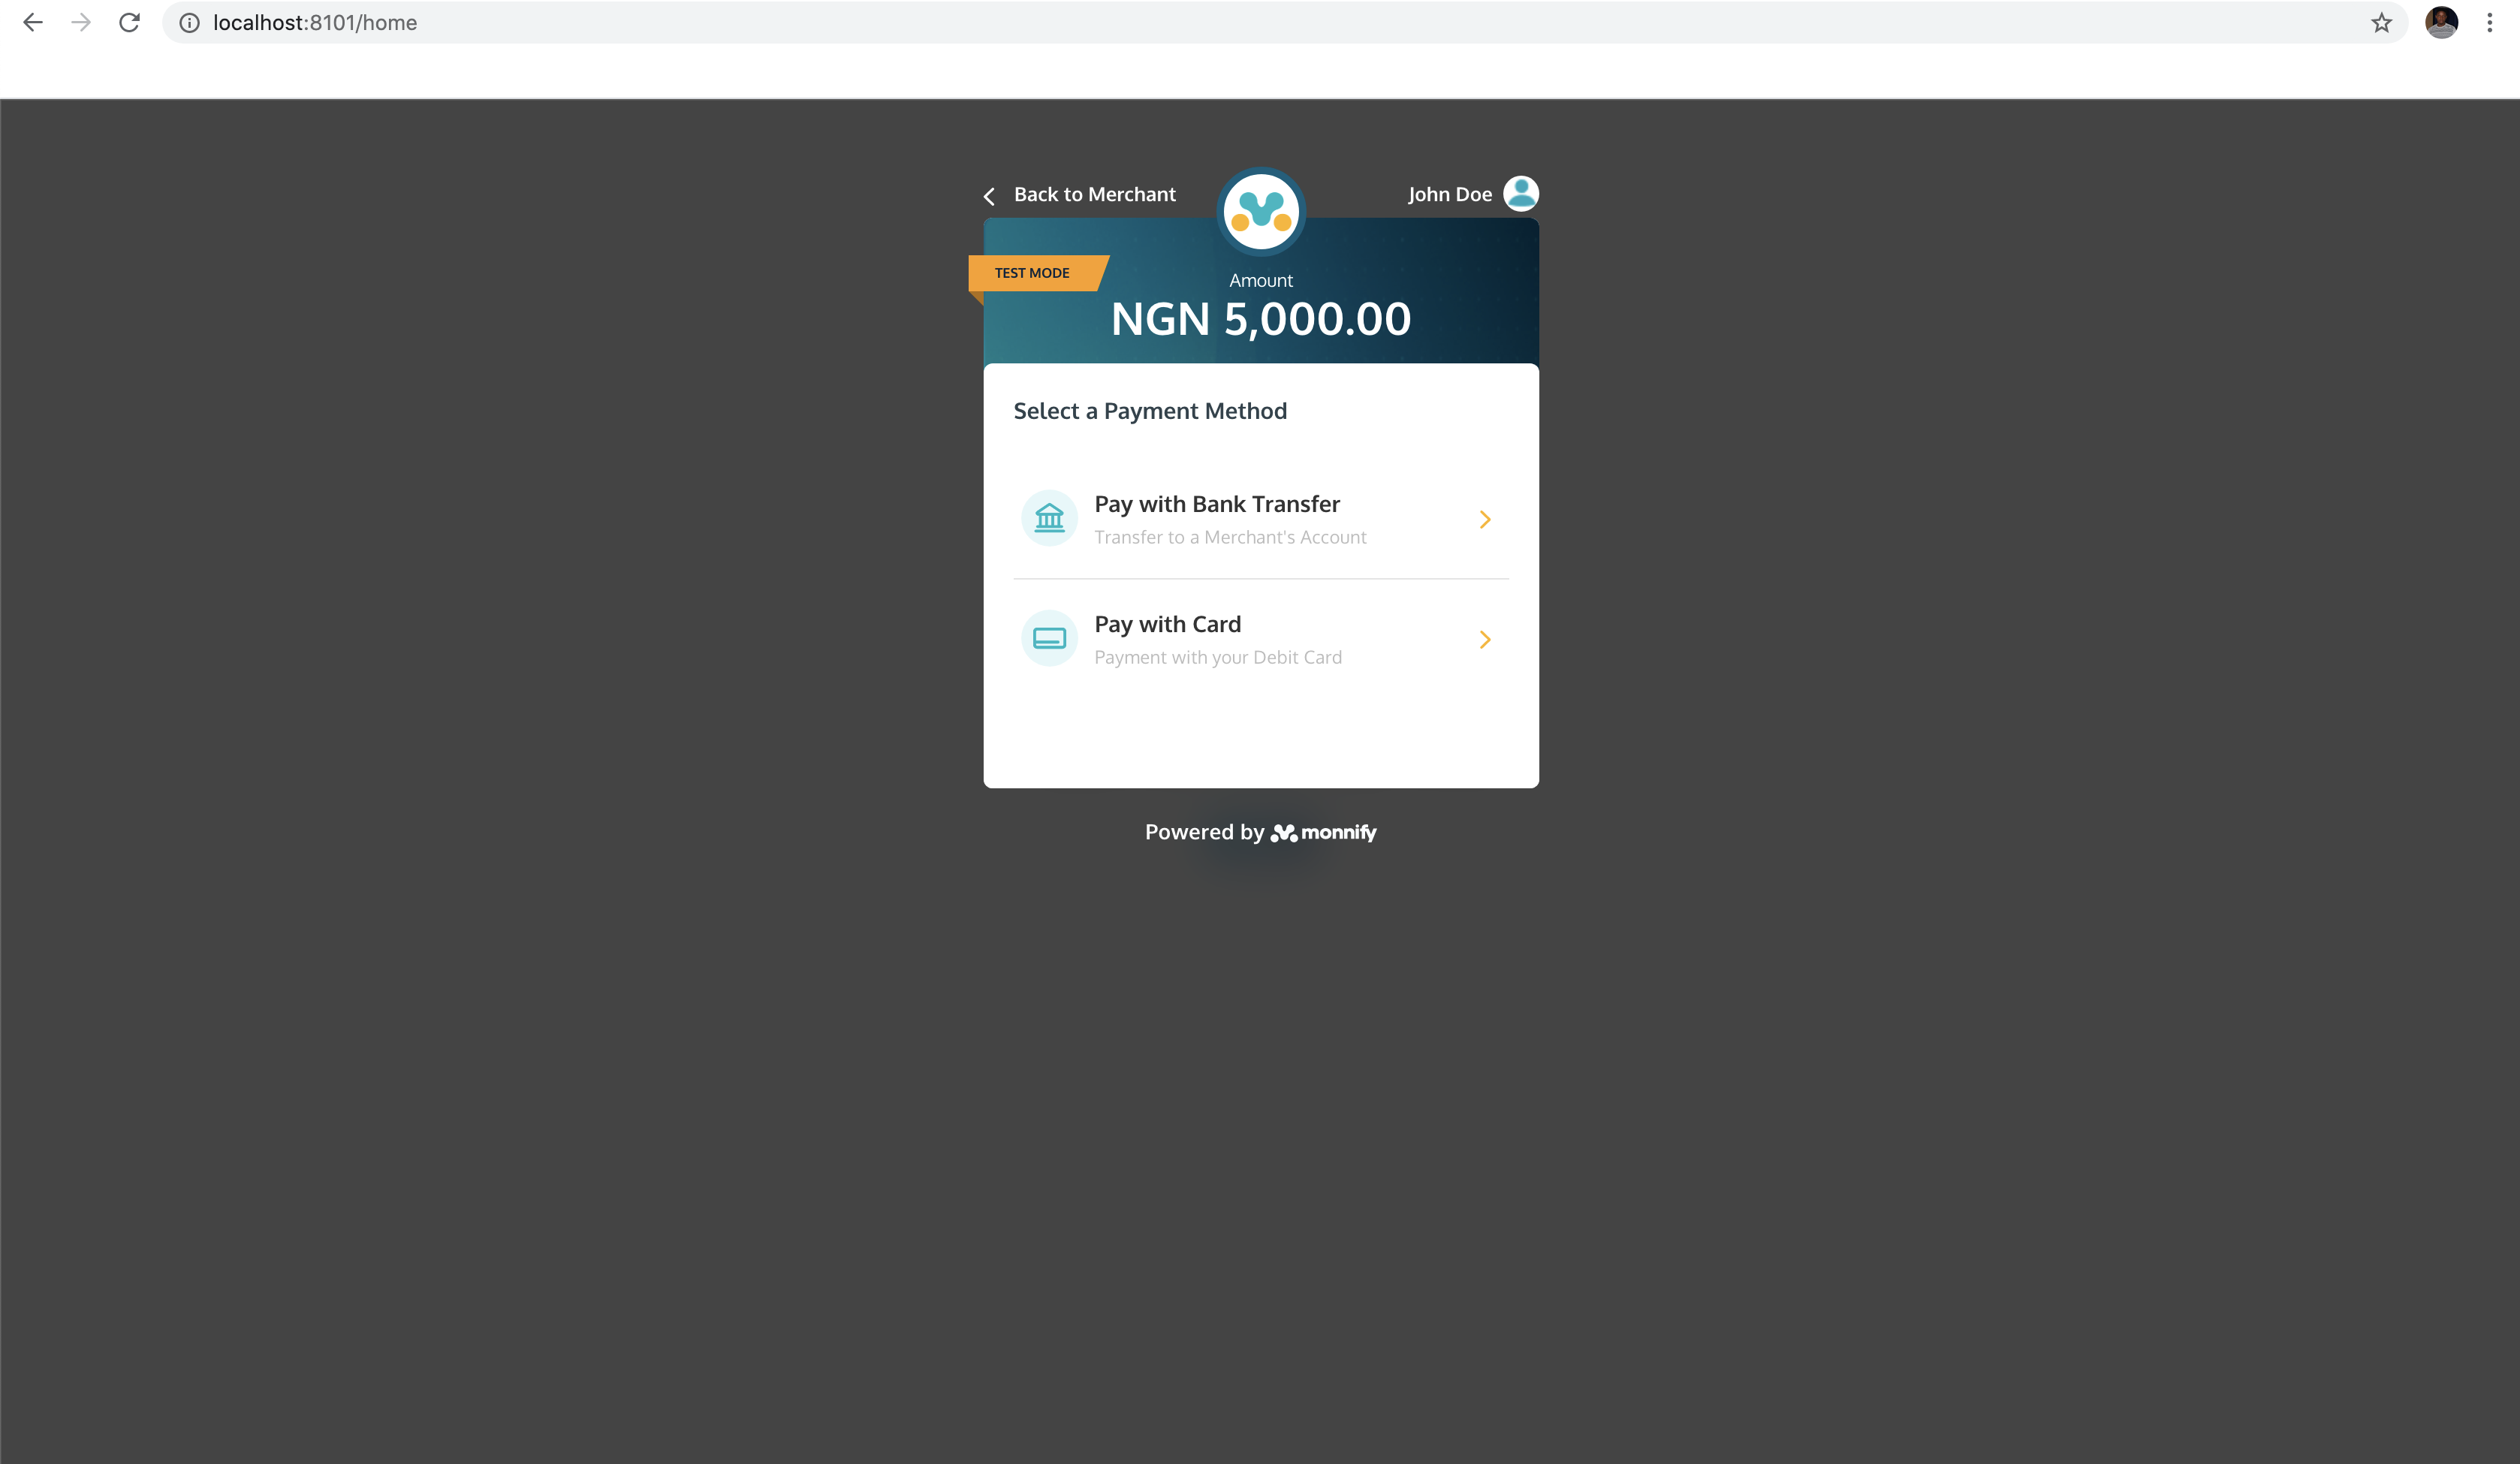 localhost:8101/home
Back to Merchant
John Doe
TEST MODE
Amount
NGN 5,000.00
Select a Payment Method
Pay with Bank Transfer
Transfer to a Merchant's Account
Pay with Card
Payment with your Debit Card
Powered by monnify